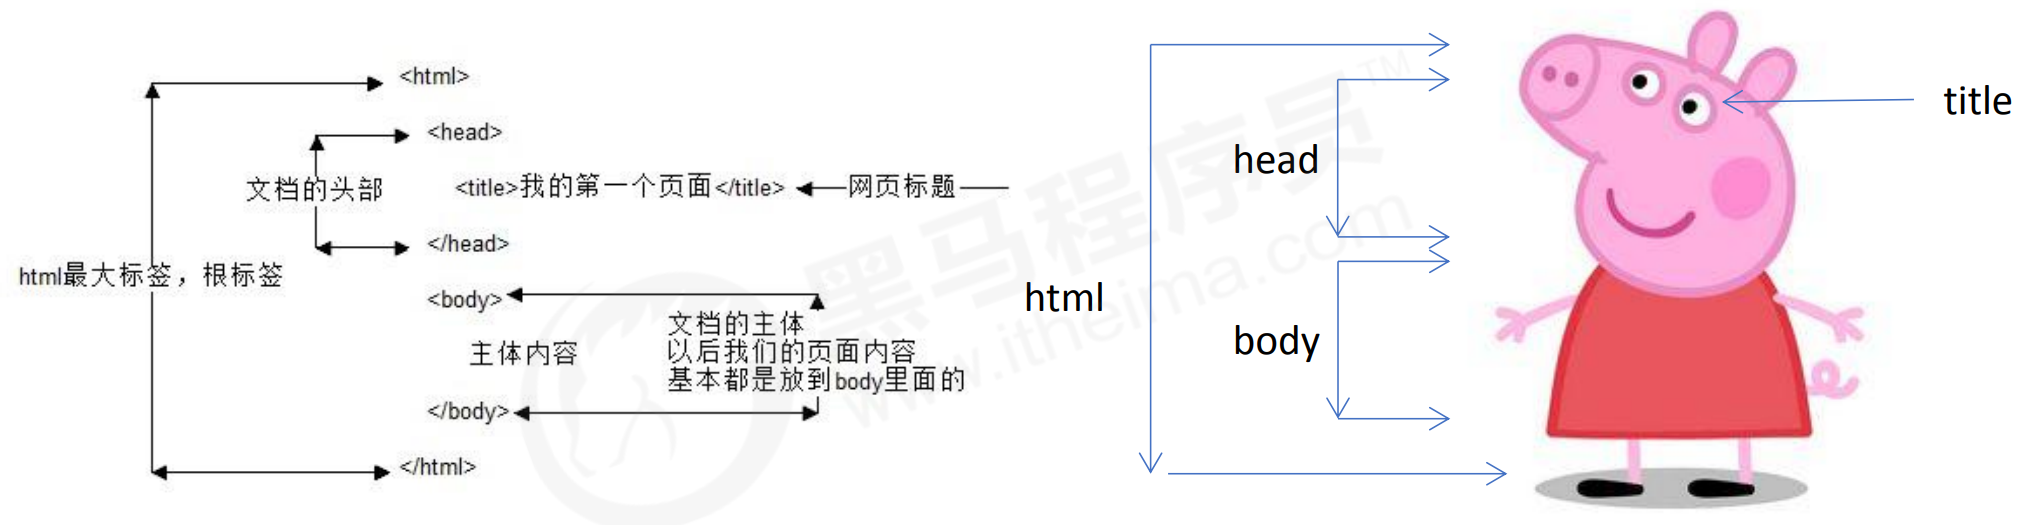 <html>
<head>
文档的头部
<title>我的第一个页面</title>
网页标题
</head>
html最大标签，根标签
<body>
主体内容
文档的主体
以后我们的页面内容
基本都是放到body里面的
</body>
</html>
html
head
body
title
黑马程序员™
www.itheima.com